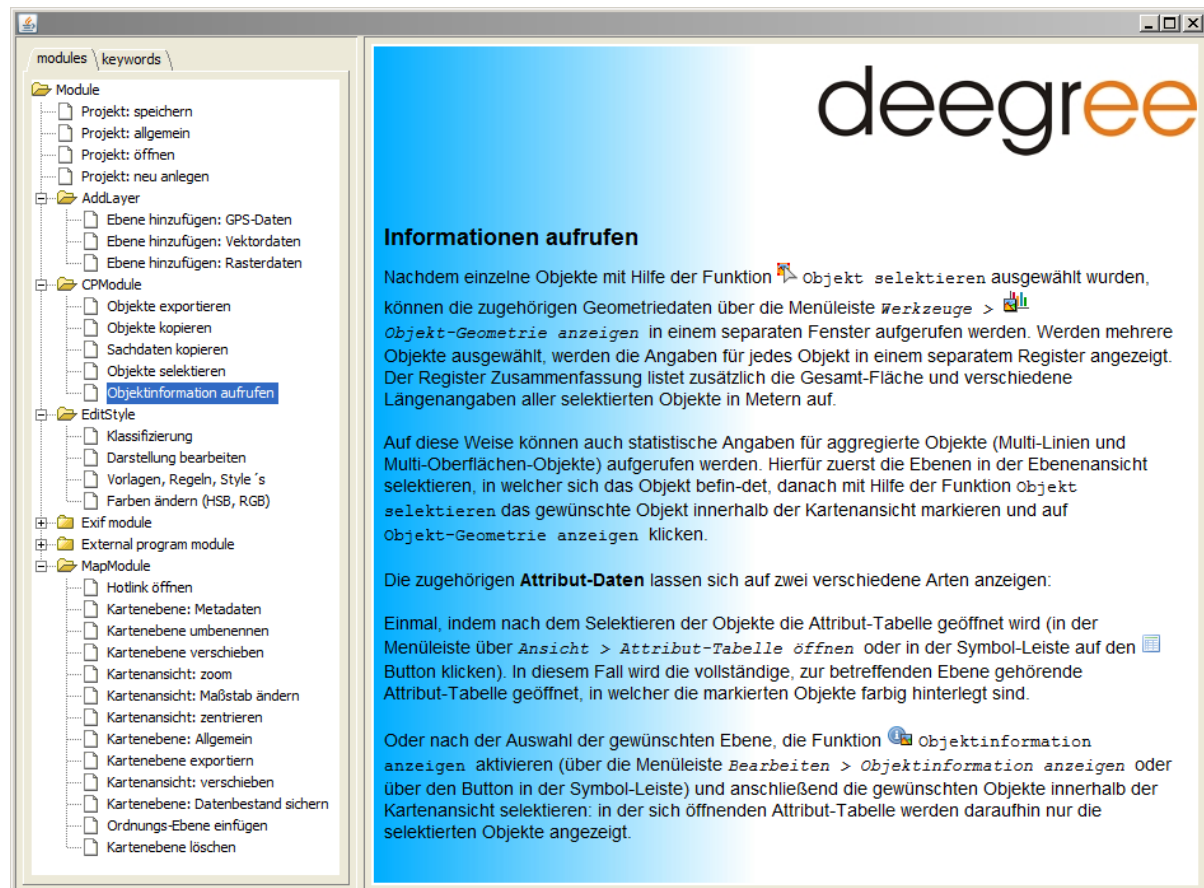 modules
keywords
Module
Projekt: speichern
Projekt: allgemein
Projekt: öffnen
Projekt: neu anlegen
AddLayer
Ebene hinzufügen: GPS-Daten
Ebene hinzufügen: Vektordaten
Ebene hinzufügen: Rasterdaten
CPModule
Objekte exportieren
Objekte kopieren
Sachdaten kopieren
Objekte selektieren
Objektinformation aufrufen
EditStyle
Klassifizierung
Darstellung bearbeiten
Vorlagen, Regeln, Style ´s
Farben ändern (HSB, RGB)
Exif module
External program module
MapModule
Hotlink öffnen
Kartenebene: Metadaten
Kartenebene umbenennen
Kartenebene verschieben
Kartenansicht: zoom
Kartenansicht: Maßstab ändern
Kartenansicht: zentrieren
Kartenebene: Allgemein
Kartenebene exportiern
Kartenansicht: verschieben
Kartenebene: Datenbestand sichern
Ordnungs-Ebene einfügen
Kartenebene löschen
deegree
Informationen aufrufen
Nachdem einzelne Objekte mit Hilfe der Funktion Objekt selektieren ausgewählt wurden,
können die zugehörigen Geometriedaten über die Menüleiste Werkzeuge >
Objekt-Geometrie anzeigen in einem separaten Fenster aufgerufen werden. Werden mehrere
Objekte ausgewählt, werden die Angaben für jedes Objekt in einem separatem Register angezeigt.
Der Register Zusammenfassung listet zusätzlich die Gesamt-Fläche und verschiedene
Längenangaben aller selektierten Objekte in Metern auf.
Auf diese Weise können auch statistische Angaben für aggregierte Objekte (Multi-Linien und
Multi-Oberflächen-Objekte) aufgerufen werden. Hierfür zuerst die Ebenen in der Ebenenansicht
selektieren, in welcher sich das Objekt befin-det, danach mit Hilfe der Funktion Objekt
selektieren das gewünschte Objekt innerhalb der Kartenansicht markieren und auf
Objekt-Geometrie anzeigen klicken.
Die zugehörigen Attribut-Daten lassen sich auf zwei verschiedene Arten anzeigen:
Einmal, indem nach dem Selektieren der Objekte die Attribut-Tabelle geöffnet wird (in der
Menüleiste über Ansicht > Attribut-Tabelle öffnen oder in der Symbol-Leiste auf den
Button klicken). In diesem Fall wird die vollständige, zur betreffenden Ebene gehörende
Attribut-Tabelle geöffnet, in welcher die markierten Objekte farbig hinterlegt sind.
Oder nach der Auswahl der gewünschten Ebene, die Funktion Objektinformation
anzeigen aktivieren (über die Menüleiste Bearbeiten > Objektinformation anzeigen oder
über den Button in der Symbol-Leiste) und anschließend die gewünschten Objekte innerhalb der
Kartenansicht selektieren: in der sich öffnenden Attribut-Tabelle werden daraufhin nur die
selektierten Objekte angezeigt.